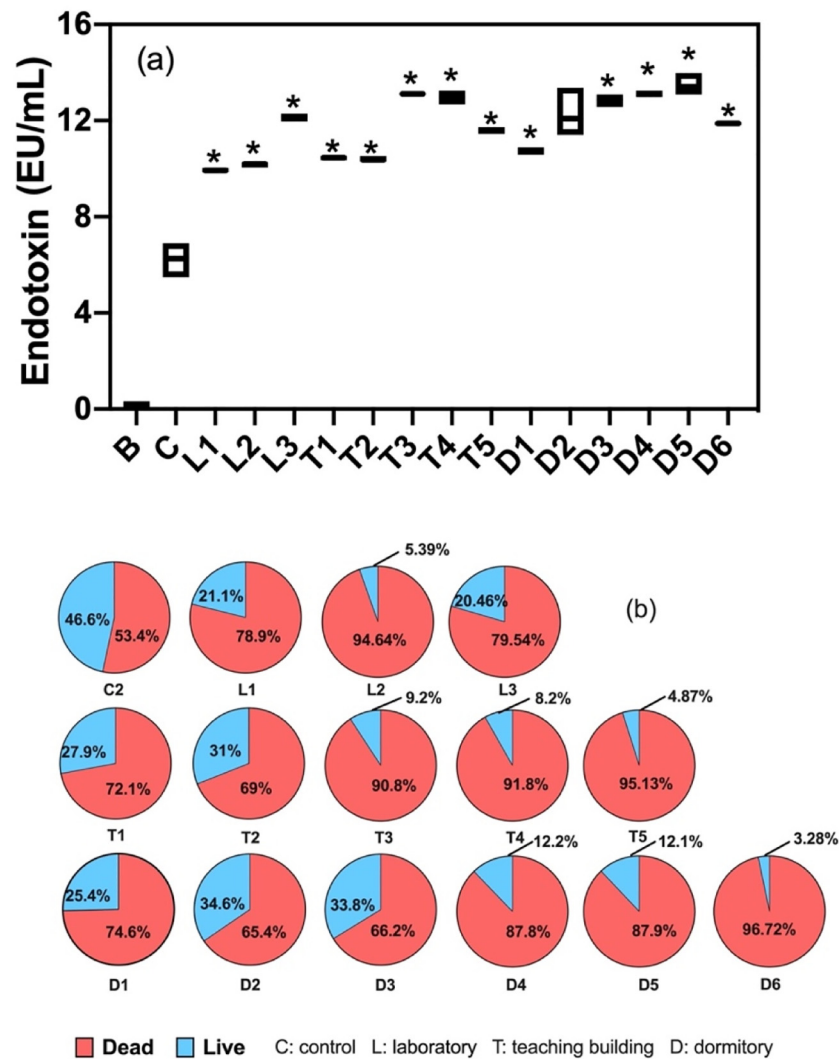 16
(a)
12
8
4
0
Endotoxin (EU/mL)
* * * * * * * * * * * * *
B C L1 L2 L3 T1 T2 T3 T4 T5 D1 D2 D3 D4 D5 D6
(b)
46.6% 53.4%
21.1% 78.9%
5.39% 94.64%
20.46% 79.54%
C2 L1 L2 L3
27.9% 72.1%
31% 69%
9.2% 90.8%
8.2% 91.8%
4.87% 95.13%
T1 T2 T3 T4 T5
25.4% 74.6%
34.6% 65.4%
33.8% 66.2%
12.2% 87.8%
12.1% 87.9%
3.28% 96.72%
D1 D2 D3 D4 D5 D6
Dead Live C: control L: laboratory T: teaching building D: dormitory